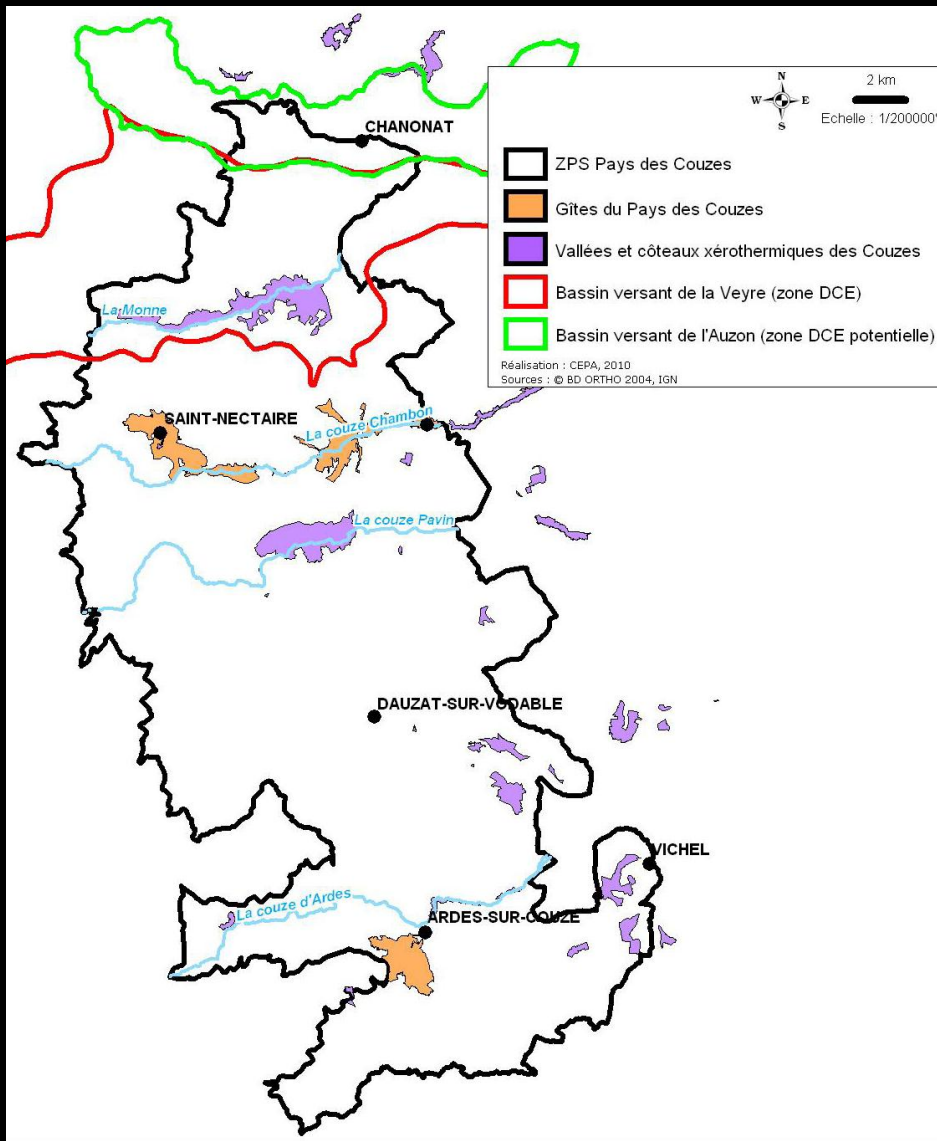 CHANONAT
N
W E
S
2 km
Echelle : 1/200000°
ZPS Pays des Couzes
Gîtes du Pays des Couzes
Vallées et côteaux xérothermiques des Couzes
Bassin versant de la Veyre (zone DCE)
Bassin versant de l'Auzon (zone DCE potentielle)
Réalisation : CEPA, 2010
Sources : © BD ORTHO 2004, IGN
La Monne
SAINT-NECTAIRE
La couze Chambon
La couze Pavin
DAUZAT-SUR-VODABLE
VICHEL
La couze d'Ardes
ARDES-SUR-COUZE